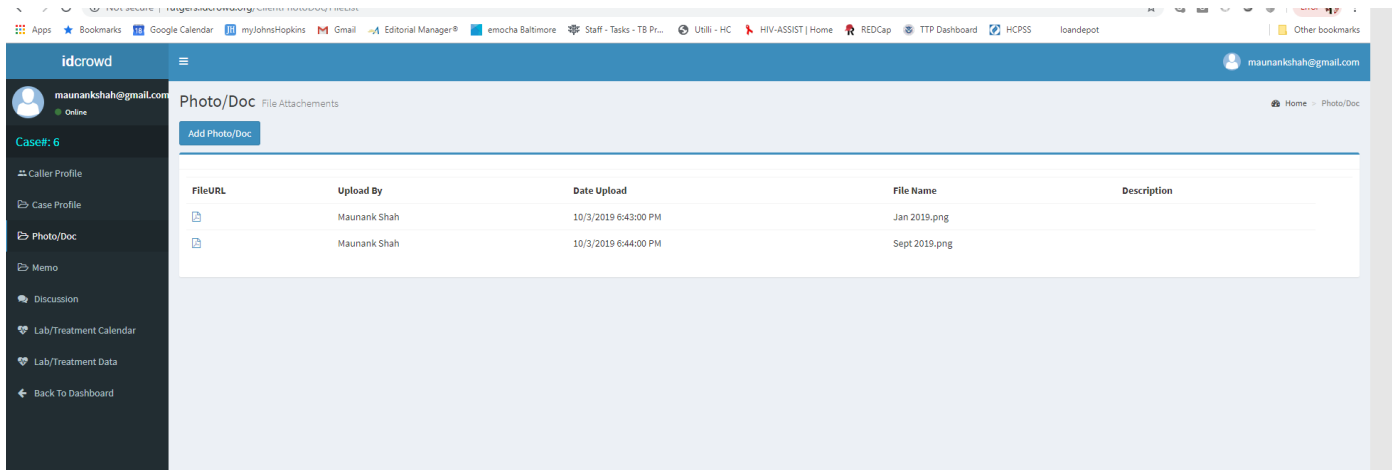 Not secure | rutgers.idcrowd.org/ClientPhotoDoc/FileList
Apps Bookmarks 18 Google Calendar JH myJohnsHopkins M Gmail Editorial Manager® emocha Baltimore Staff - Tasks - TB Pr... Utilli - HC HIV-ASSIST | Home REDCap TTP Dashboard HCPSS loandepot Other bookmarks
idcrowd maunankshah@gmail.com
maunankshah@gmail.com
Online
Photo/Doc File Attachements Home > Photo/Doc
Add Photo/Doc
Case#: 6
Caller Profile
Case Profile
Photo/Doc
Memo
Discussion
Lab/Treatment Calendar
Lab/Treatment Data
Back To Dashboard
FileURL Upload By Date Upload File Name Description
Maunank Shah 10/3/2019 6:43:00 PM Jan 2019.png
Maunank Shah 10/3/2019 6:44:00 PM Sept 2019.png